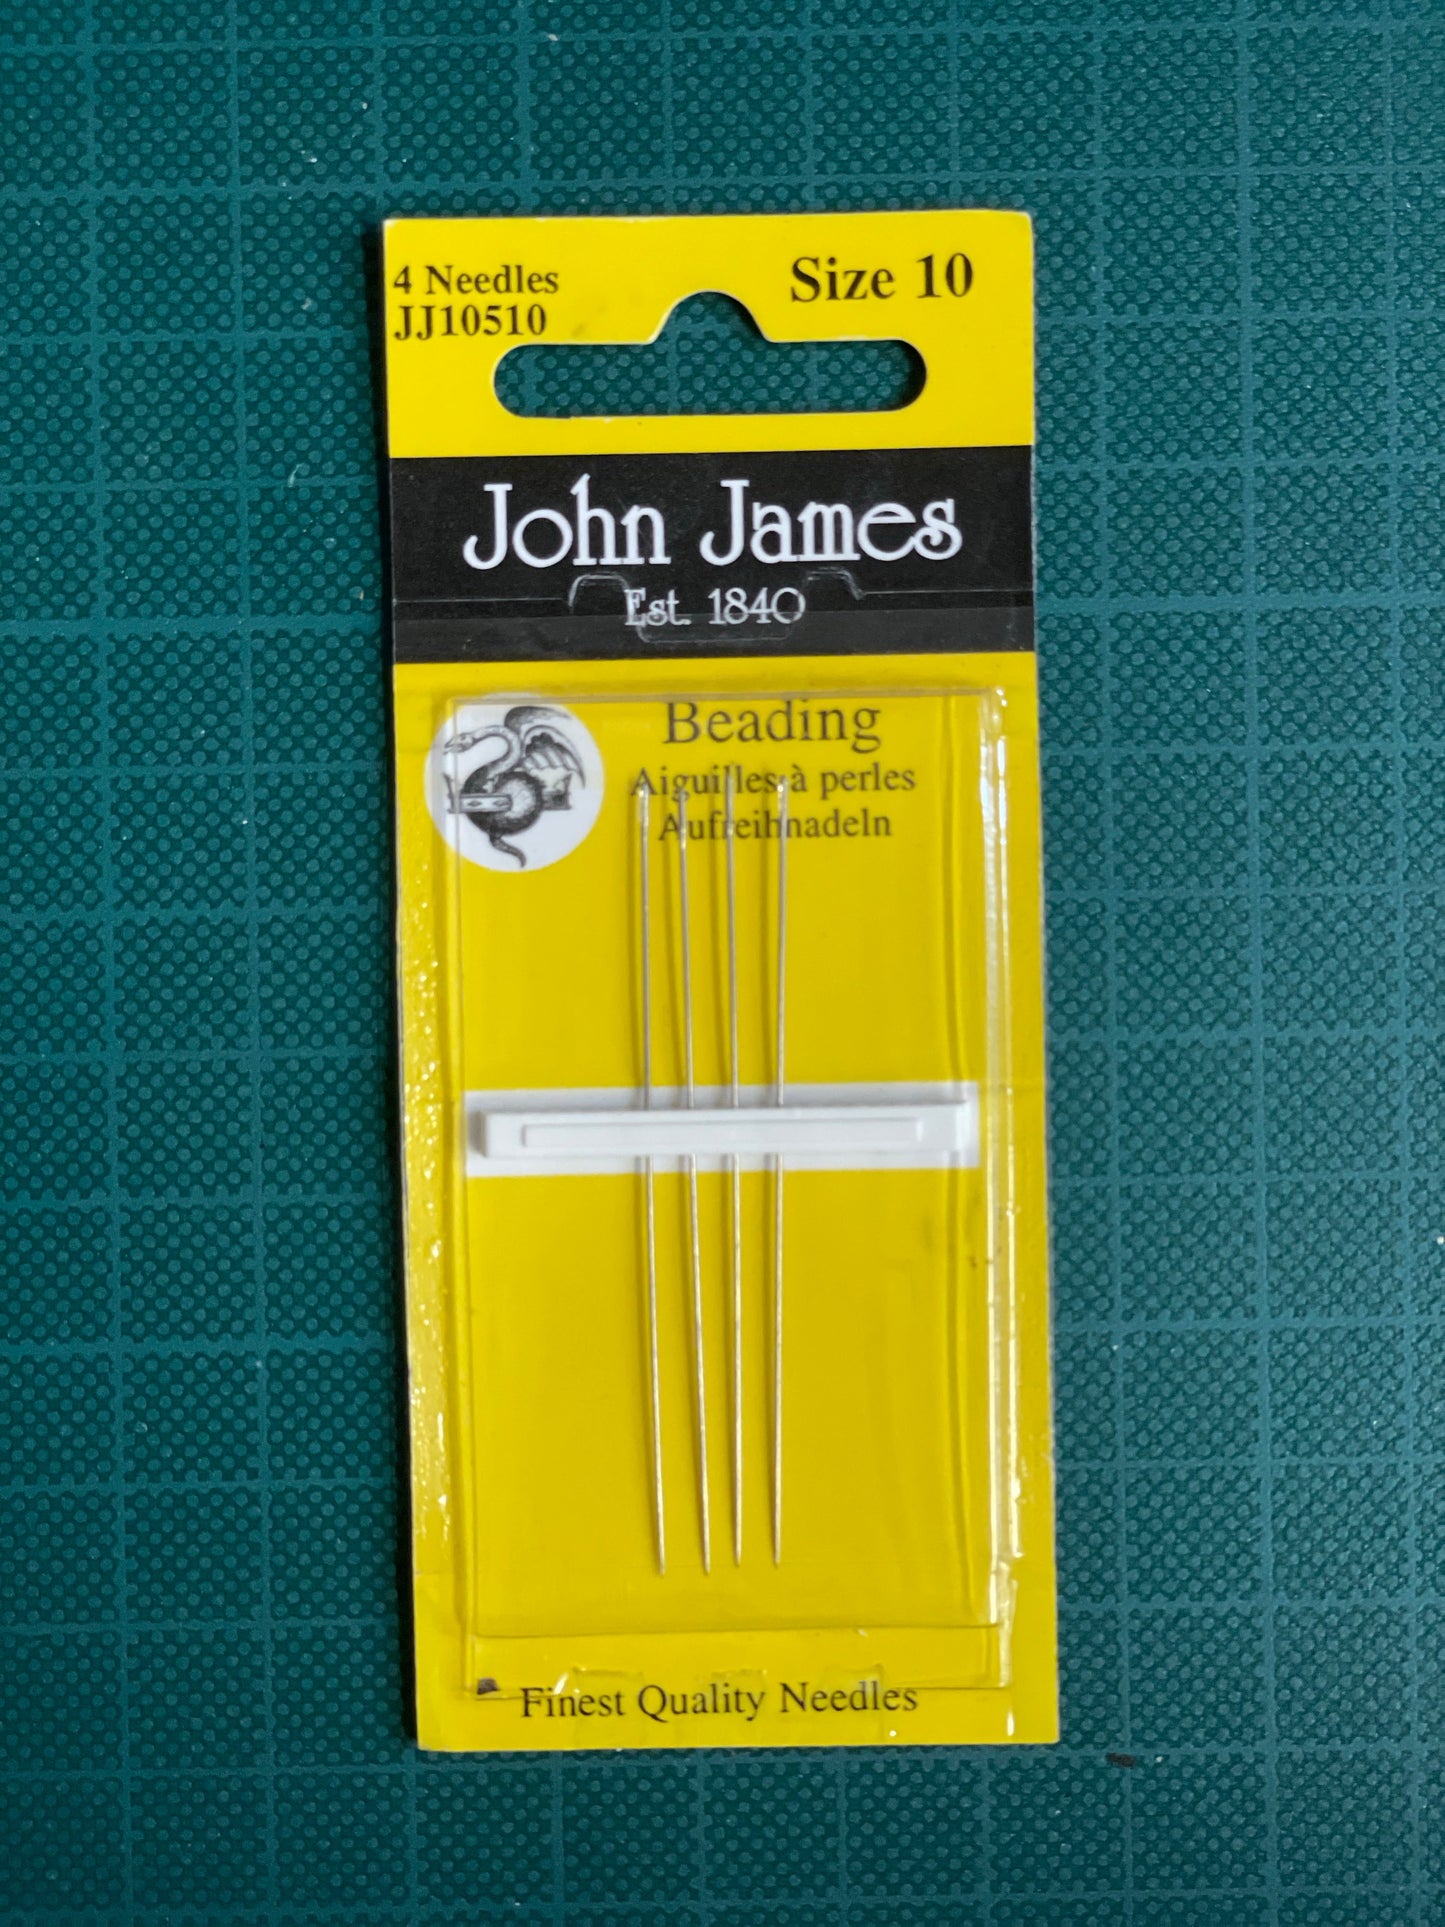 4 Needles
JJ10510
Size 10
John James
Est. 1840
Beading
Aiguilles à perles
Aufreihnadeln
Finest Quality Needles